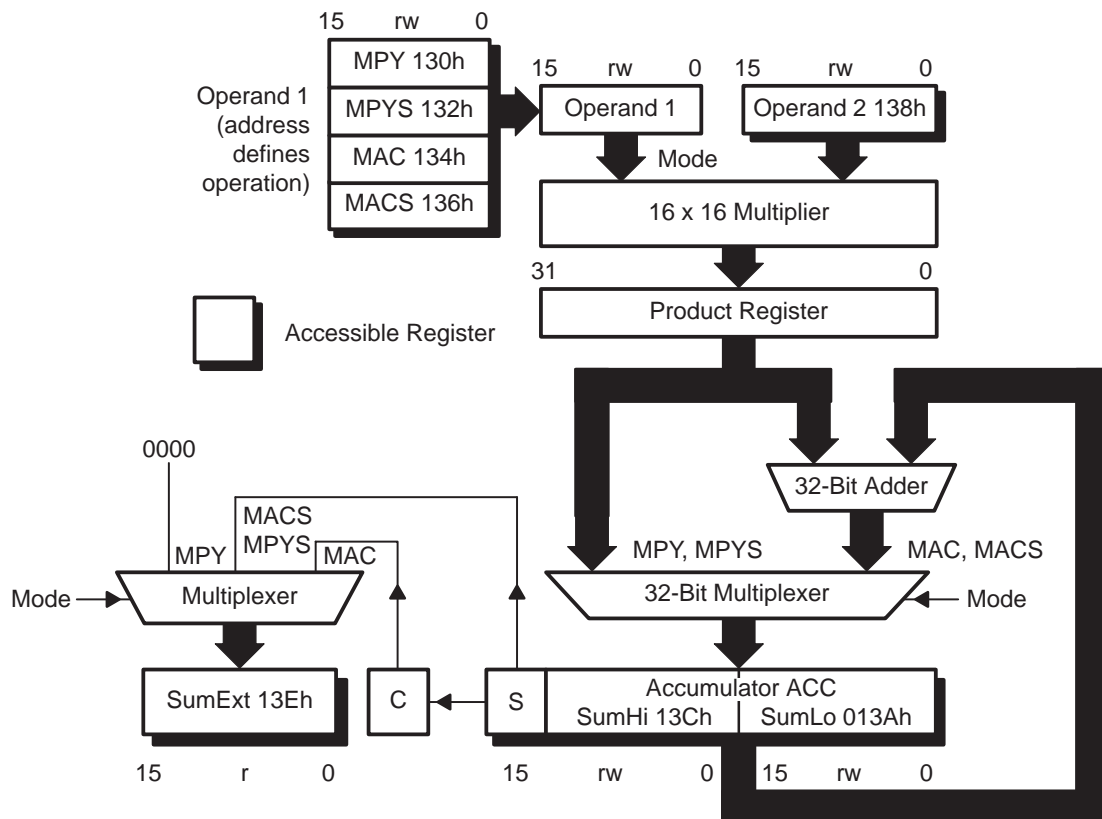 15 rw 0
MPY 130h
MPYS 132h
MAC 134h
MACS 136h
Operand 1
(address
defines
operation)
15 rw 0
Operand 1
15 rw 0
Operand 2 138h
Mode
16 x 16 Multiplier
31 0
Product Register
Accessible Register
32-Bit Adder
0000
MPY
MACS
MPYS
MAC
MPY, MPYS
MAC, MACS
Mode
Multiplexer
32-Bit Multiplexer
Mode
SumExt 13Eh
C
S
Accumulator ACC
SumHi 13Ch
SumLo 013Ah
15 r 0
15 rw 0
15 rw 0